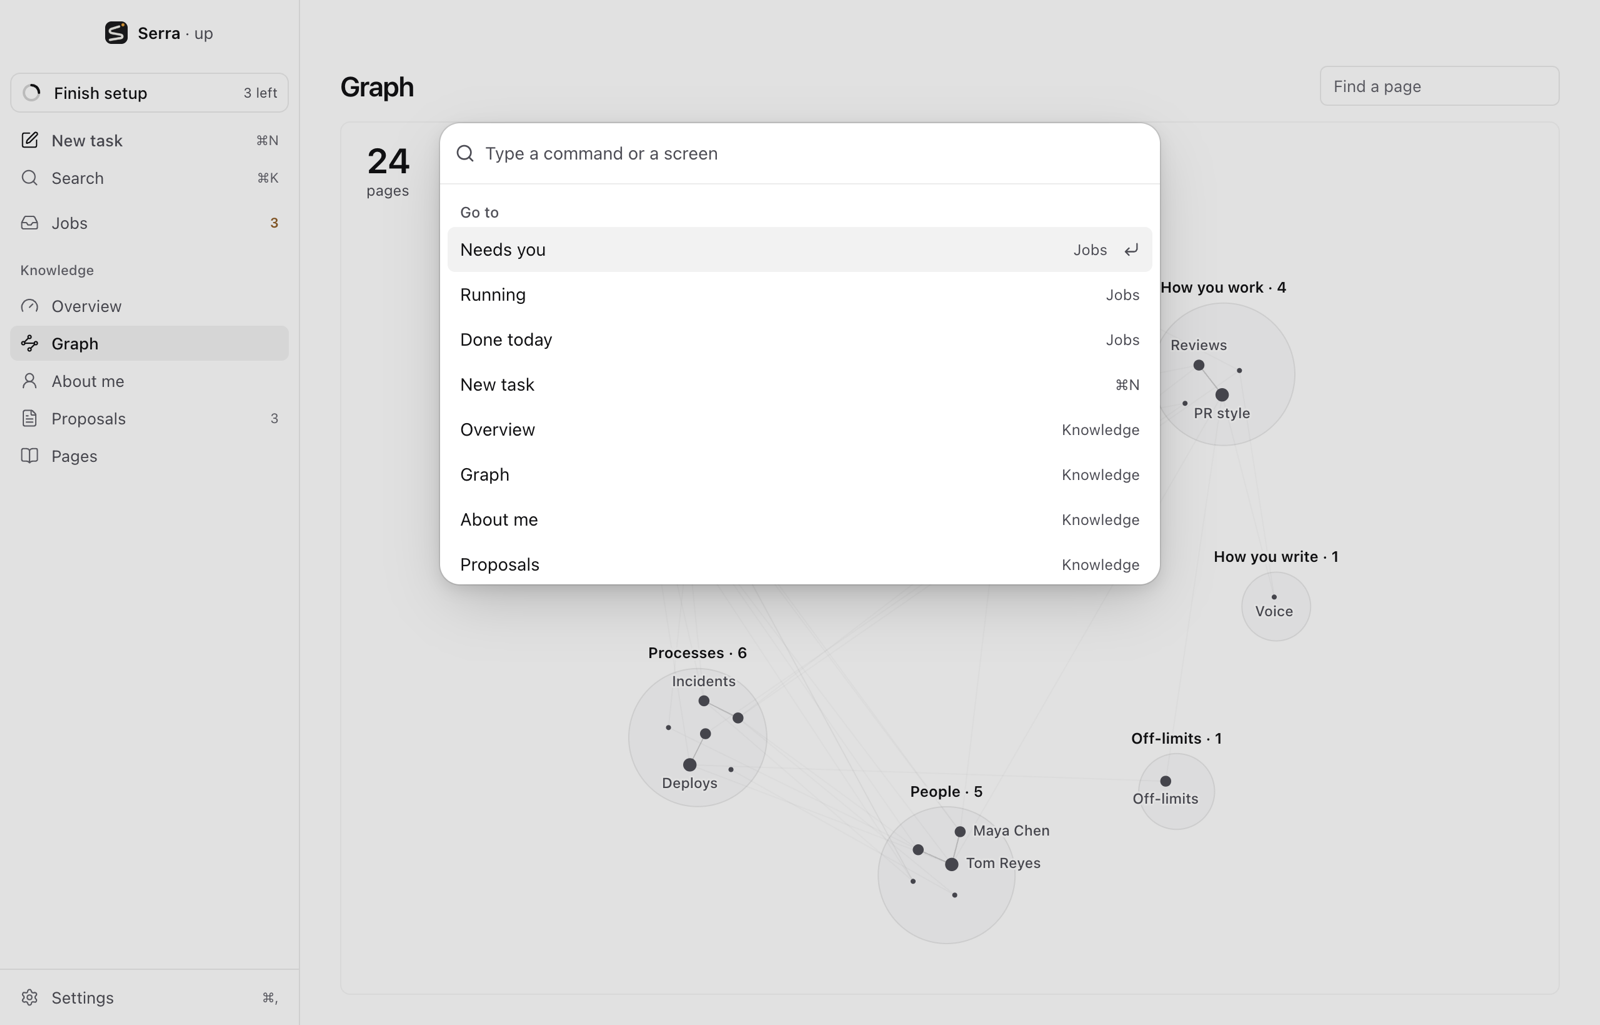 Serra · up
Finish setup 3 left
New task ⌘N
Search ⌘K
Jobs 3
Knowledge
Overview
Graph
About me
Proposals 3
Pages
Settings ⌘,
Graph
Find a page
24
pages
Type a command or a screen
Go to
Needs you Jobs
Running Jobs
Done today Jobs
New task ⌘N
Overview Knowledge
Graph Knowledge
About me Knowledge
Proposals Knowledge
How you work · 4
Reviews
PR style
How you write · 1
Voice
Processes · 6
Incidents
Deploys
Off-limits · 1
Off-limits
People · 5
Maya Chen
Tom Reyes